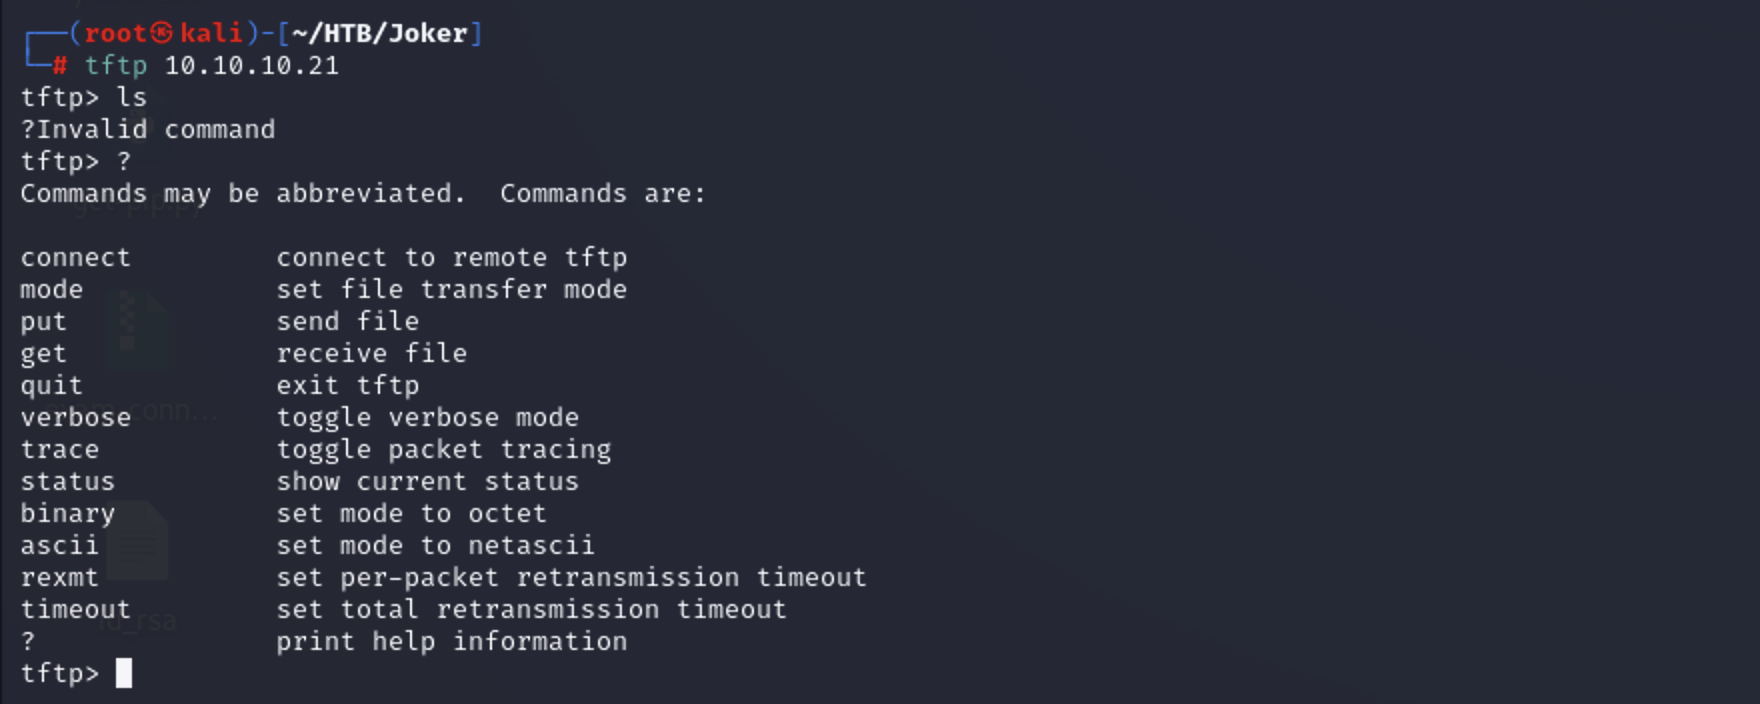 ┌──(root㉿kali)-[~/HTB/Joker]
└─# tftp 10.10.10.21
tftp> ls
?Invalid command
tftp> ?
Commands may be abbreviated.  Commands are:

connect         connect to remote tftp
mode            set file transfer mode
put             send file
get             receive file
quit            exit tftp
verbose         toggle verbose mode
trace           toggle packet tracing
status          show current status
binary          set mode to octet
ascii           set mode to netascii
rexmt           set per-packet retransmission timeout
timeout         set total retransmission timeout
?               print help information
tftp>